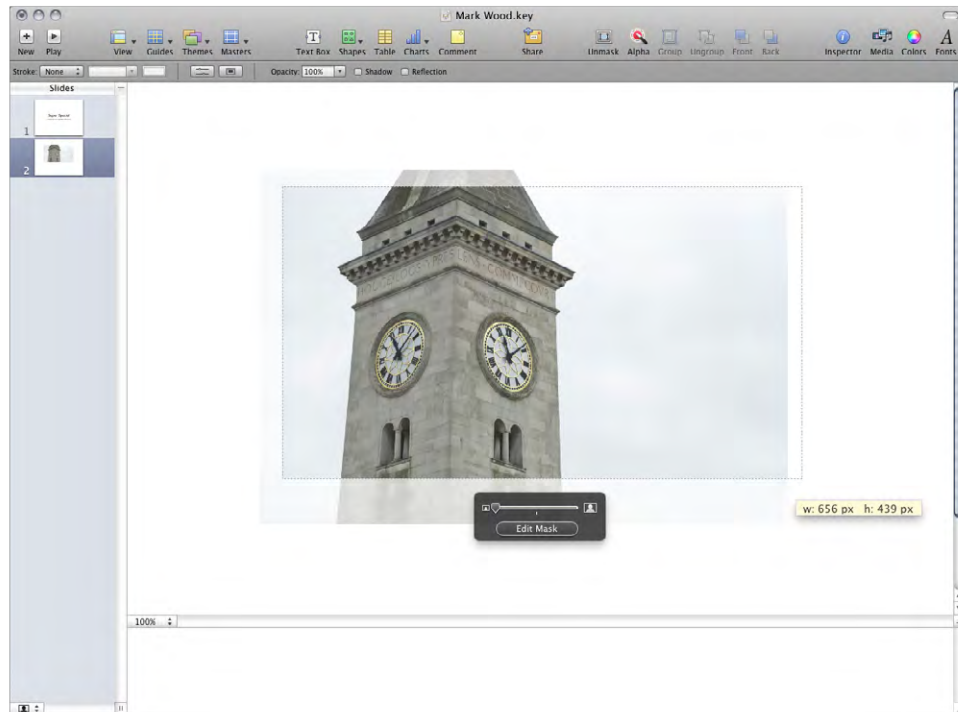 Mark Wood.key
New Play View Guides Themes Masters Text Box Shapes Table Charts Comment Share Unmask Alpha Group Ungroup Front Back Inspector Media Colors Fonts
Stroke: None Opacity: 100% Shadow Reflection
Slides
1
2
w: 656 px h: 439 px
Edit Mask
100%